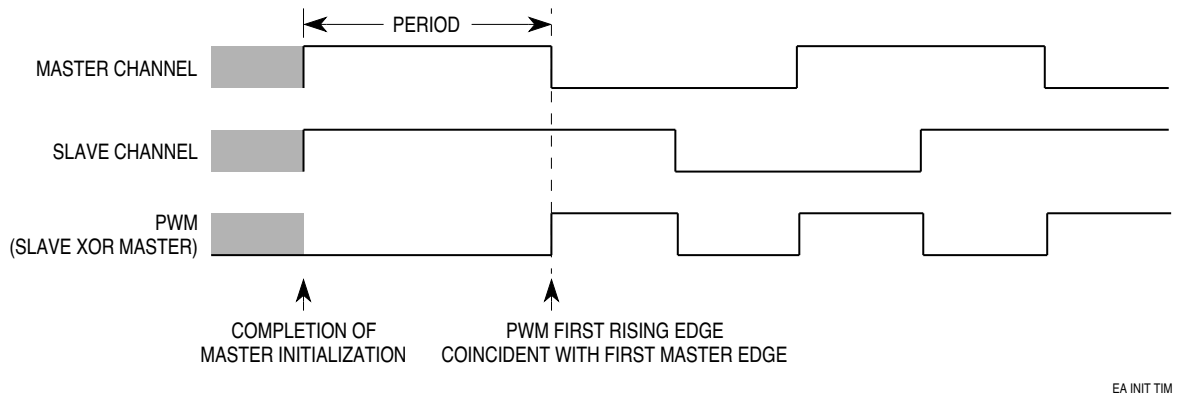 PERIOD
MASTER CHANNEL
SLAVE CHANNEL
PWM
(SLAVE XOR MASTER)
COMPLETION OF
MASTER INITIALIZATION
PWM FIRST RISING EDGE
COINCIDENT WITH FIRST MASTER EDGE
EA INIT TIM